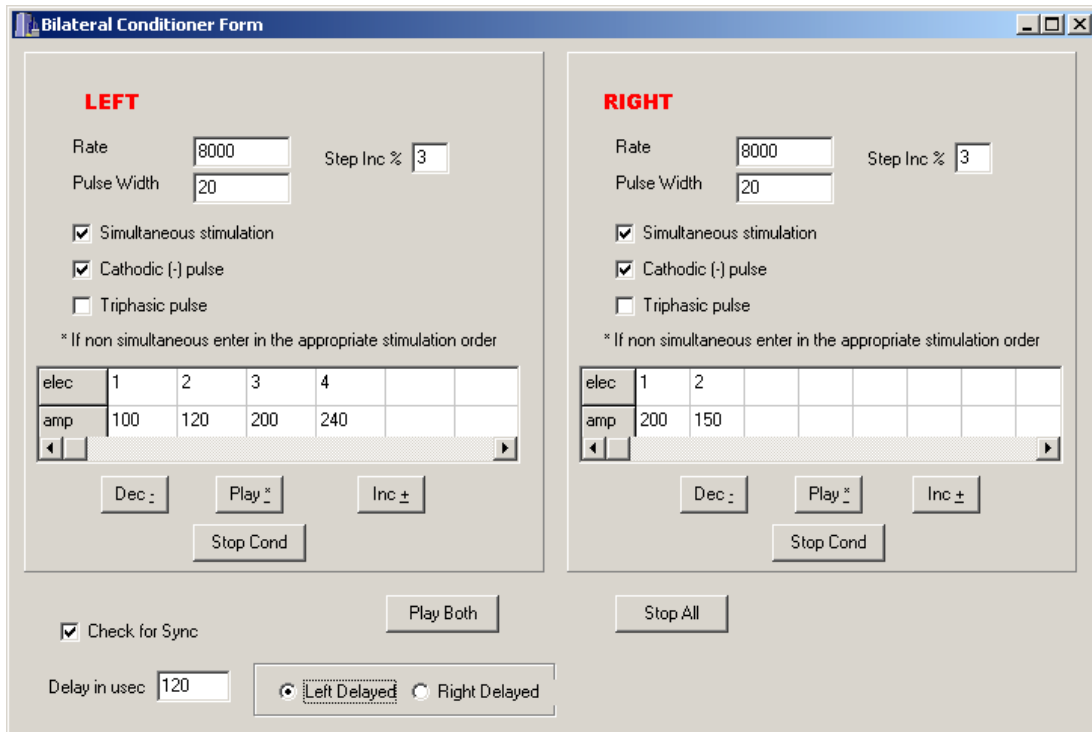 Bilateral Conditioner Form
LEFT
Rate 8000 Step Inc % 3
Pulse Width 20
Simultaneous stimulation
Cathodic (-) pulse
Triphasic pulse
* If non simultaneous enter in the appropriate stimulation order
elec 1 2 3 4
amp 100 120 200 240
Dec - Play * Inc +
Stop Cond
RIGHT
Rate 8000 Step Inc % 3
Pulse Width 20
Simultaneous stimulation
Cathodic (-) pulse
Triphasic pulse
* If non simultaneous enter in the appropriate stimulation order
elec 1 2
amp 200 150
Dec - Play * Inc +
Stop Cond
Play Both Stop All
Check for Sync
Delay in usec 120 Left Delayed Right Delayed